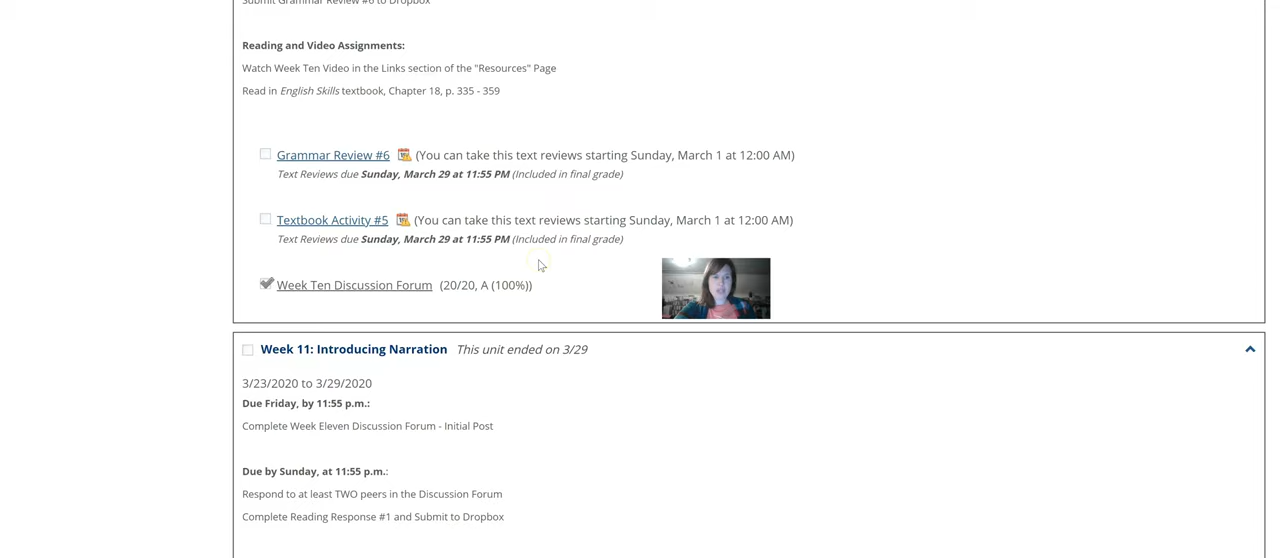 Submit Grammar Review #6 to Dropbox
Reading and Video Assignments:
Watch Week Ten Video in the Links section of the "Resources" Page
Read in English Skills textbook, Chapter 18, p. 335 - 359
Grammar Review #6 (You can take this text reviews starting Sunday, March 1 at 12:00 AM)
Text Reviews due Sunday, March 29 at 11:55 PM (Included in final grade)
Textbook Activity #5 (You can take this text reviews starting Sunday, March 1 at 12:00 AM)
Text Reviews due Sunday, March 29 at 11:55 PM (Included in final grade)
Week Ten Discussion Forum (20/20, A (100%))
Week 11: Introducing Narration This unit ended on 3/29
3/23/2020 to 3/29/2020
Due Friday, by 11:55 p.m.:
Complete Week Eleven Discussion Forum - Initial Post
Due by Sunday, at 11:55 p.m.:
Respond to at least TWO peers in the Discussion Forum
Complete Reading Response #1 and Submit to Dropbox